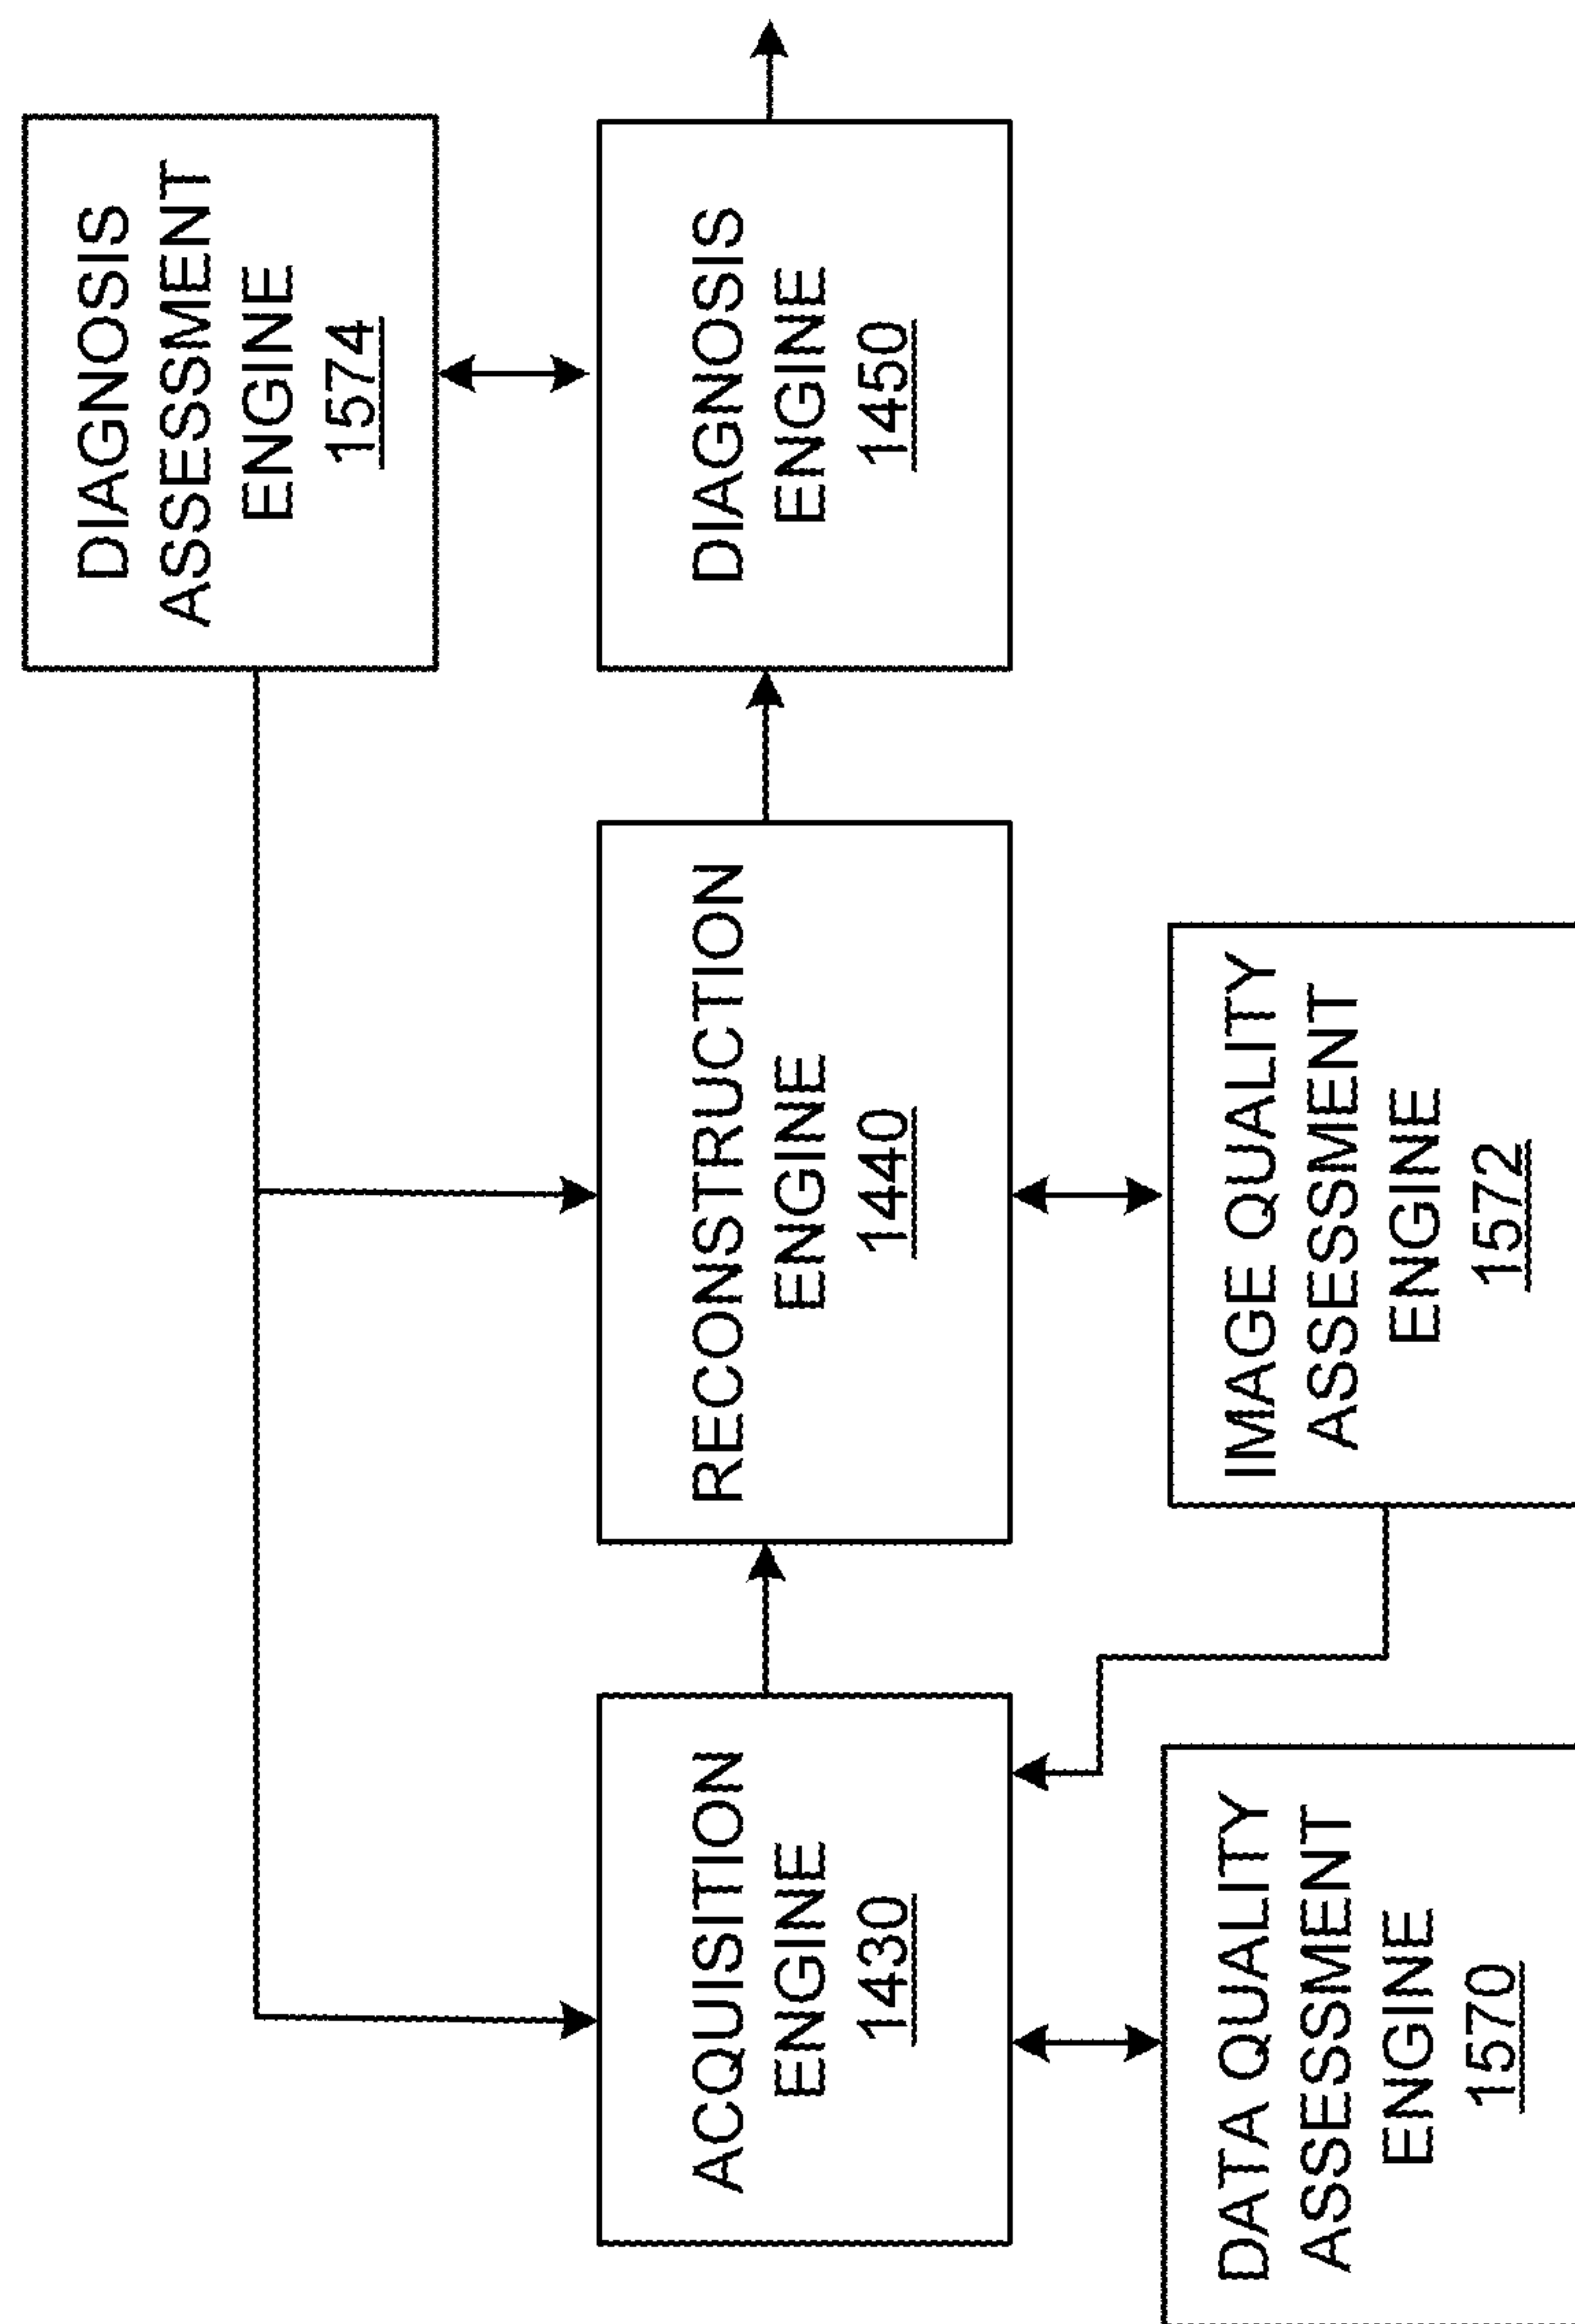 DIAGNOSIS
ASSESSMENT
ENGINE
1574
ACQUISITION
ENGINE
1430
RECONSTRUCTION
ENGINE
1440
DIAGNOSIS
ENGINE
1450
DATA QUALITY
ASSESSMENT
ENGINE
1570
IMAGE QUALITY
ASSESSMENT
ENGINE
1572